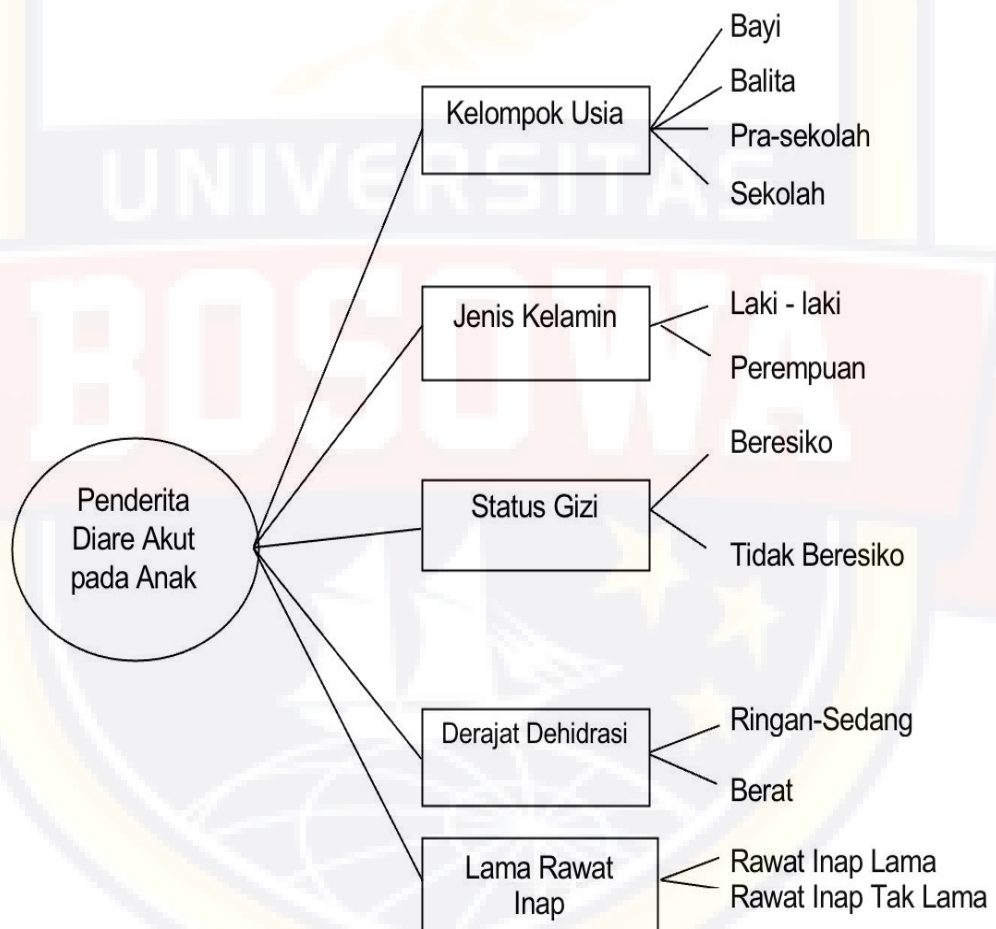 UNIVERSITAS
BOSOWA
Penderita
Diare Akut
pada Anak
Kelompok Usia
Bayi
Balita
Pra-sekolah
Sekolah
Jenis Kelamin
Laki - laki
Perempuan
Status Gizi
Beresiko
Tidak Beresiko
Derajat Dehidrasi
Ringan-Sedang
Berat
Lama Rawat
Inap
Rawat Inap Lama
Rawat Inap Tak Lama